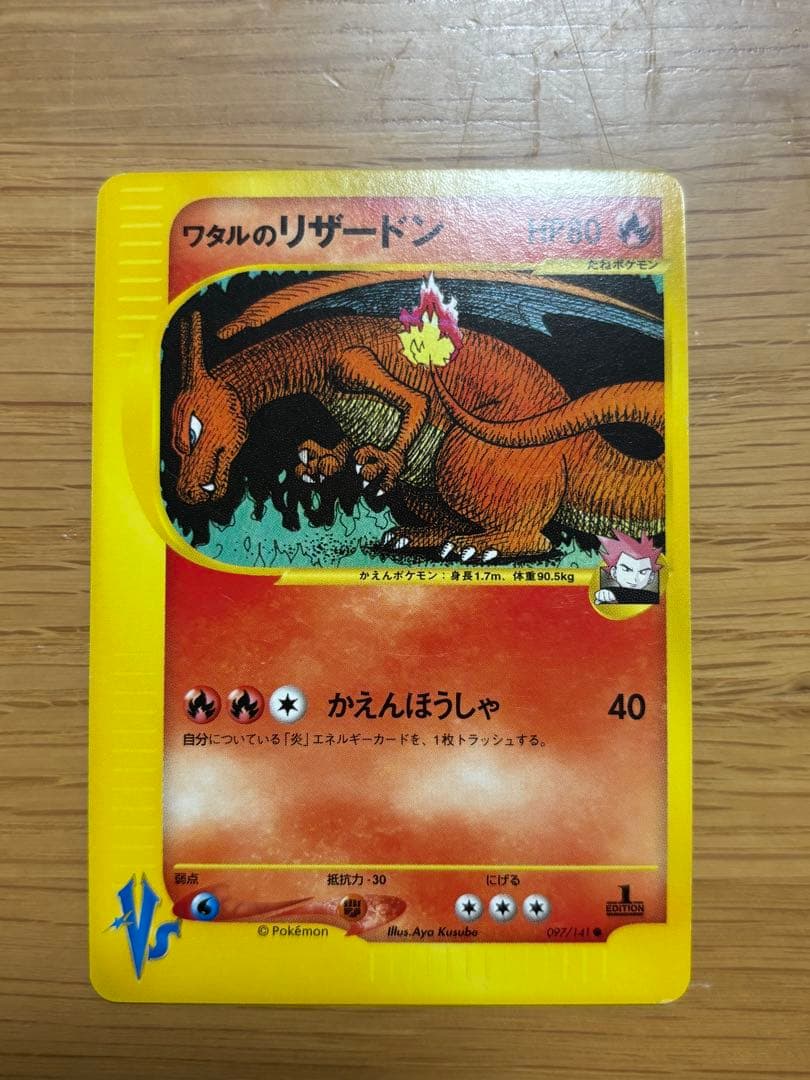 ワタルのリザードン HP80
たねポケモン
かえんポケモン：身長1.7m、体重90.5kg
かえんほうしゃ 40
自分についている「炎」エネルギーカードを、1枚トラッシュする。
弱点 抵抗力-30 にげる
1
EDITION
©Pokémon Illus.Aya Kusube 097/141
VS